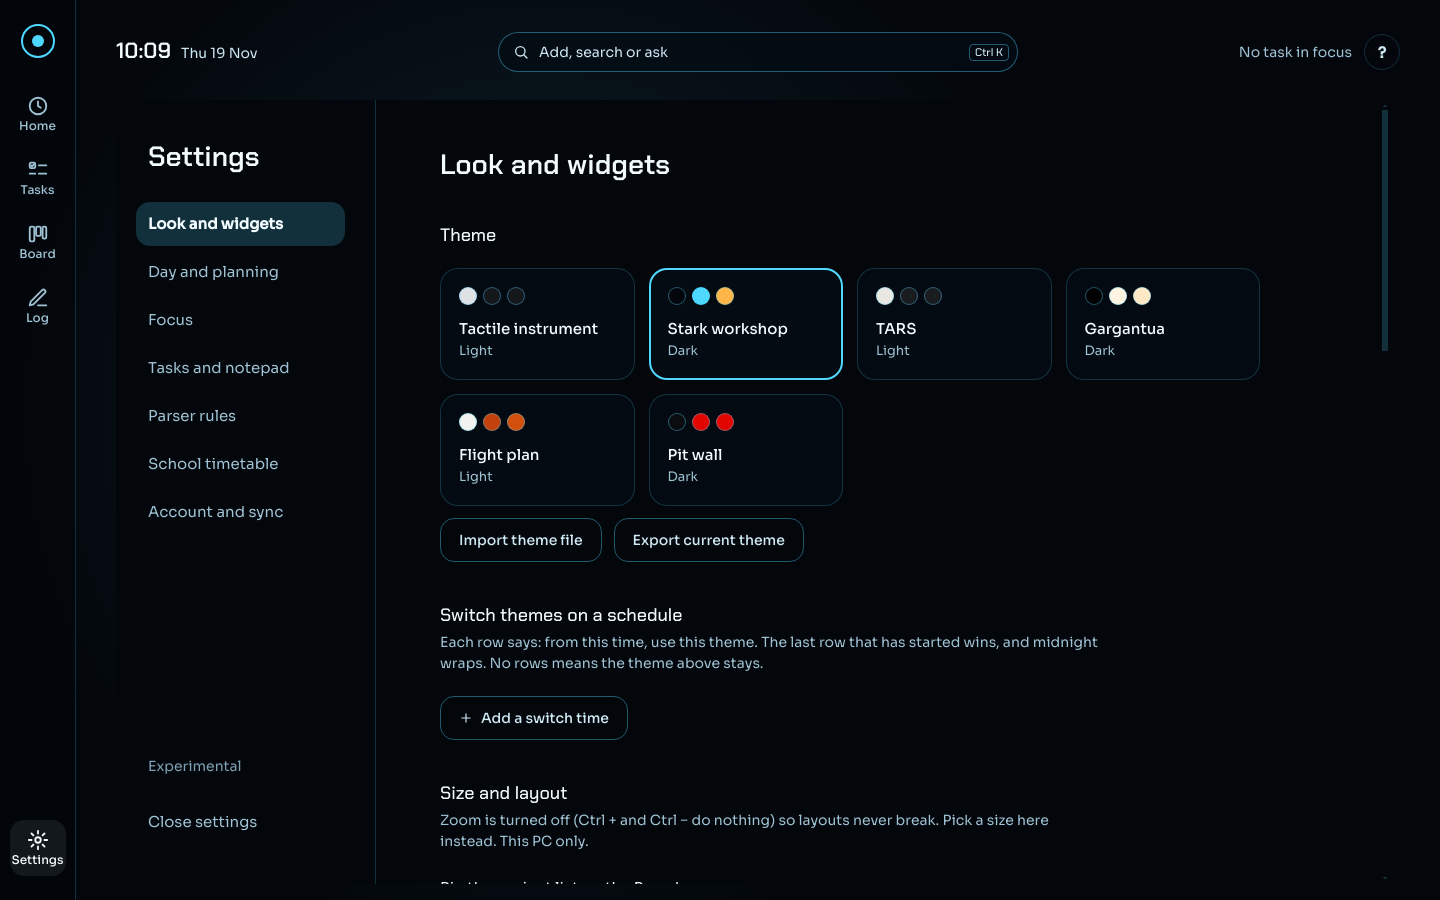 10:09 Thu 19 Nov
Add, search or ask
Ctrl K
No task in focus
?
Home
Tasks
Board
Log
Settings
Settings
Look and widgets
Day and planning
Focus
Tasks and notepad
Parser rules
School timetable
Account and sync
Experimental
Close settings
Look and widgets
Theme
Tactile instrument
Light
Stark workshop
Dark
TARS
Light
Gargantua
Dark
Flight plan
Light
Pit wall
Dark
Import theme file
Export current theme
Switch themes on a schedule
Each row says: from this time, use this theme. The last row that has started wins, and midnight
wraps. No rows means the theme above stays.
+ Add a switch time
Size and layout
Zoom is turned off (Ctrl + and Ctrl − do nothing) so layouts never break. Pick a size here
instead. This PC only.